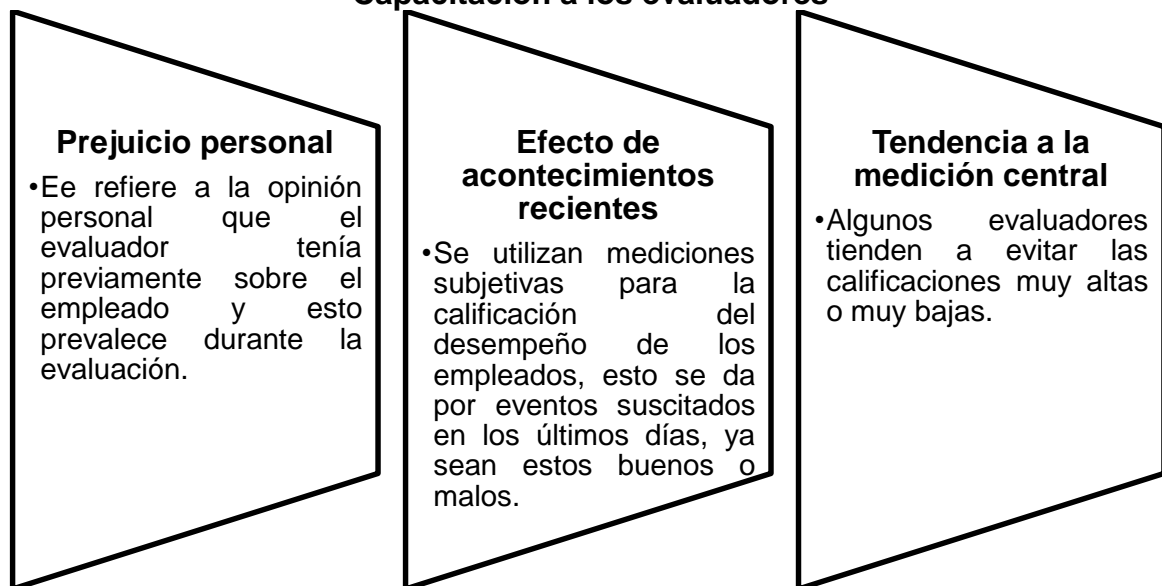 Capacitación a los evaluadores
Prejuicio personal
•Ee refiere a la opinión
personal que el
evaluador tenía
previamente sobre el
empleado y esto
prevalece durante la
evaluación.
Efecto de
acontecimientos
recientes
•Se utilizan mediciones
subjetivas para la
calificación del
desempeño de los
empleados, esto se da
por eventos suscitados
en los últimos días, ya
sean estos buenos o
malos.
Tendencia a la
medición central
•Algunos evaluadores
tienden a evitar las
calificaciones muy altas
o muy bajas.